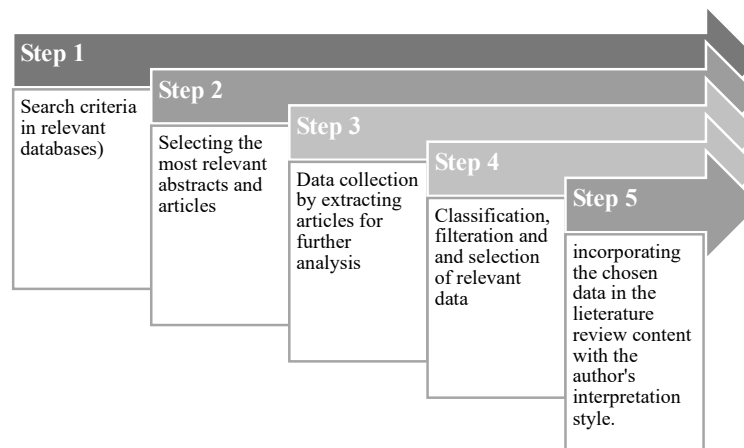 Step 1
Search criteria
in relevant
databases)
Step 2
Selecting the
most relevant
abstracts and
articles
Step 3
Data collection
by extracting
articles for
further
analysis
Step 4
Classification,
filteration and
and selection
of relevant
data
Step 5
incorporating
the chosen
data in the
lieterature
review content
with the
author's
interpretation
style.